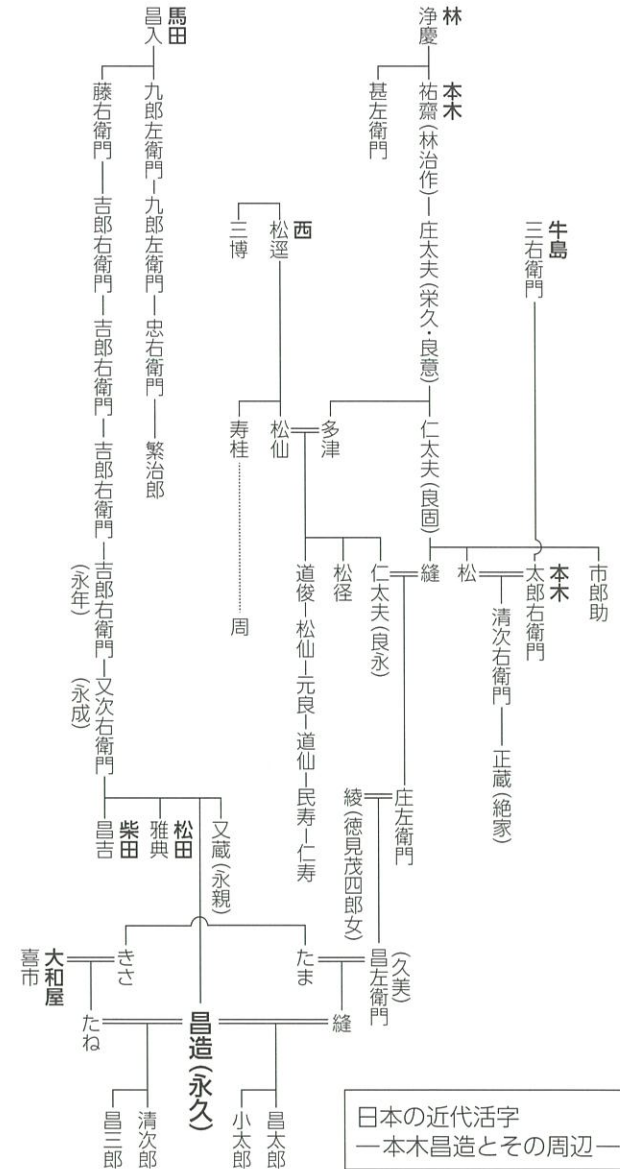 林
浄慶
本木
祐齋(林治作)
庄太夫(栄久・良意)
甚左衛門
牛島
三右衛門
仁太夫(良固)
多津
市郎助
本木
太郎右衛門
松
縫
清次右衛門
正蔵(絶家)
西
松逕
三博
松仙
寿桂
周
仁太夫(良永)
松径
道俊
松仙
元良
道仙
民寿
仁寿
庄左衛門
綾(徳見茂四郎女)
(久美)
昌左衛門
馬田
昌入
九郎左衛門
九郎左衛門
忠右衛門
繁治郎
藤右衛門
吉郎右衛門
吉郎右衛門
吉郎右衛門
吉郎右衛門
(永年)
又次右衛門
(永成)
又蔵(永親)
松田
雅典
柴田
昌吉
たま
きさ
大和屋
喜市
縫
昌造(永久)
たね
昌太郎
小太郎
清次郎
昌三郎
日本の近代活字
―本木昌造とその周辺―